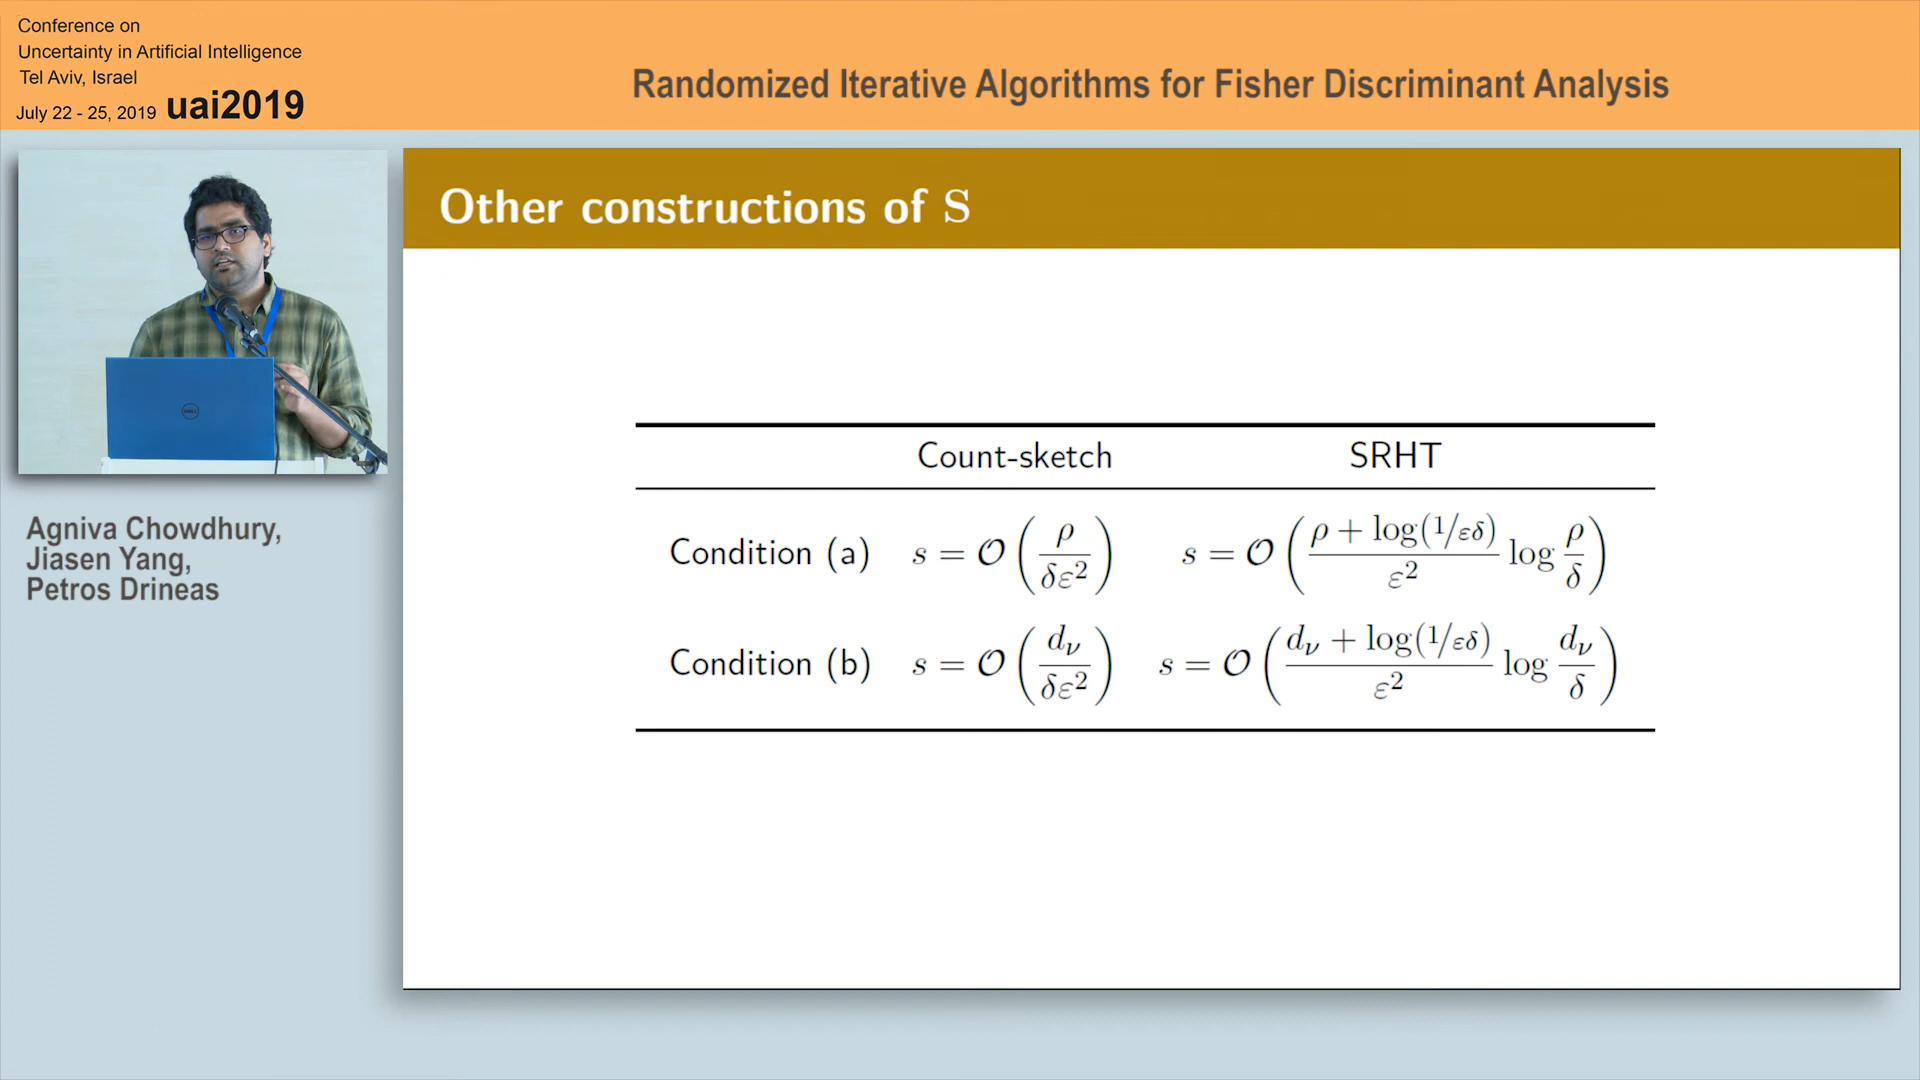 Conference on
Uncertainty in Artificial Intelligence
Tel Aviv, Israel
July 22 - 25, 2019 uai2019
Randomized Iterative Algorithms for Fisher Discriminant Analysis
Other constructions of S
Count-sketch SRHT
Condition (a) s = O(ρ/(δε²)) s = O((ρ + log(1/εδ))/ε² log ρ/δ)
Condition (b) s = O(d_ν/(δε²)) s = O((d_ν + log(1/εδ))/ε² log d_ν/δ)
DELL
Agniva Chowdhury,
Jiasen Yang,
Petros Drineas